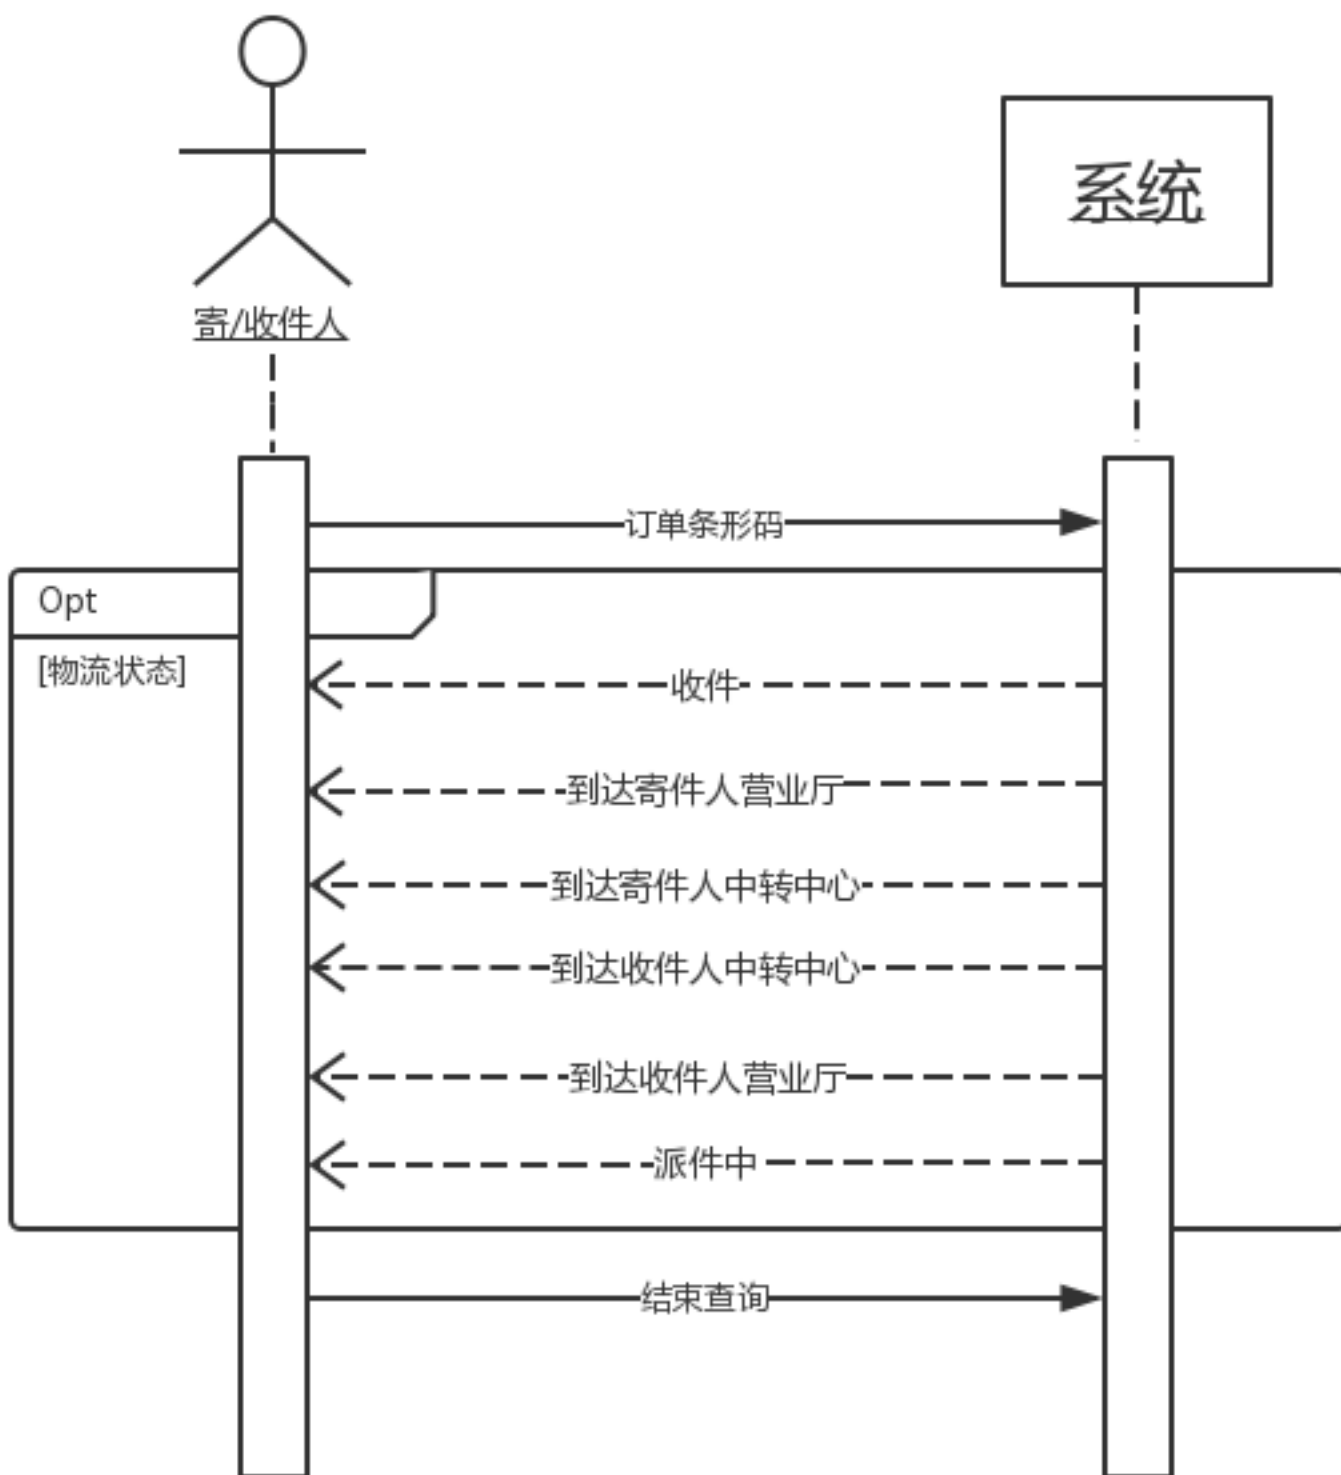 寄/收件人
系统
订单条形码
Opt
[物流状态]
收件
到达寄件人营业厅
到达寄件人中转中心
到达收件人中转中心
到达收件人营业厅
派件中
结束查询